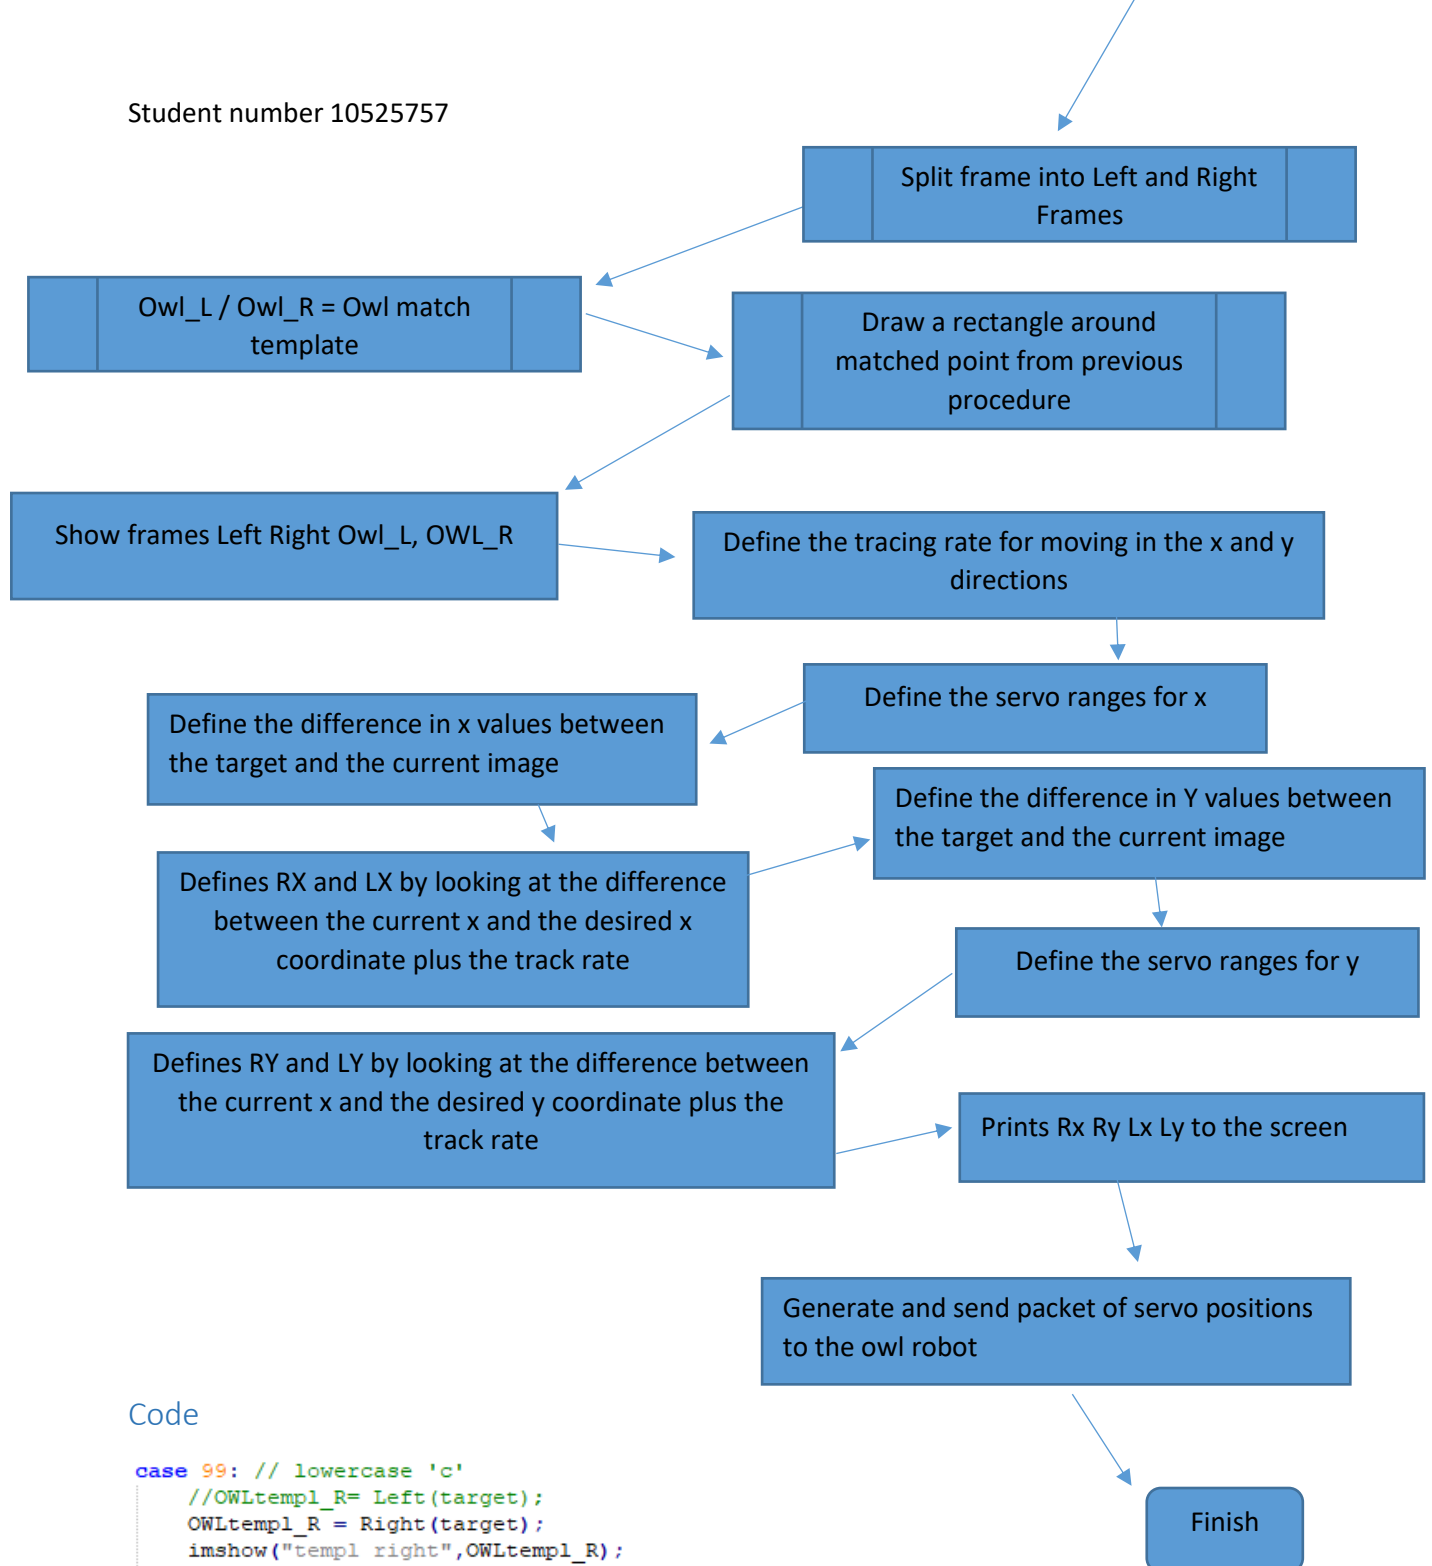 Student number 10525757
Split frame into Left and Right
Frames
Owl_L / Owl_R = Owl match
template
Draw a rectangle around
matched point from previous
procedure
Show frames Left Right Owl_L, OWL_R
Define the tracing rate for moving in the x and y
directions
Define the servo ranges for x
Define the difference in x values between
the target and the current image
Defines RX and LX by looking at the difference
between the current x and the desired x
coordinate plus the track rate
Define the difference in Y values between
the target and the current image
Define the servo ranges for y
Defines RY and LY by looking at the difference between
the current x and the desired y coordinate plus the
track rate
Prints Rx Ry Lx Ly to the screen
Generate and send packet of servo positions
to the owl robot
Finish
Code
case 99: // lowercase 'c'
//OWLtempl_R= Left(target);
OWLtempl_R = Right(target);
imshow("templ right",OWLtempl_R);